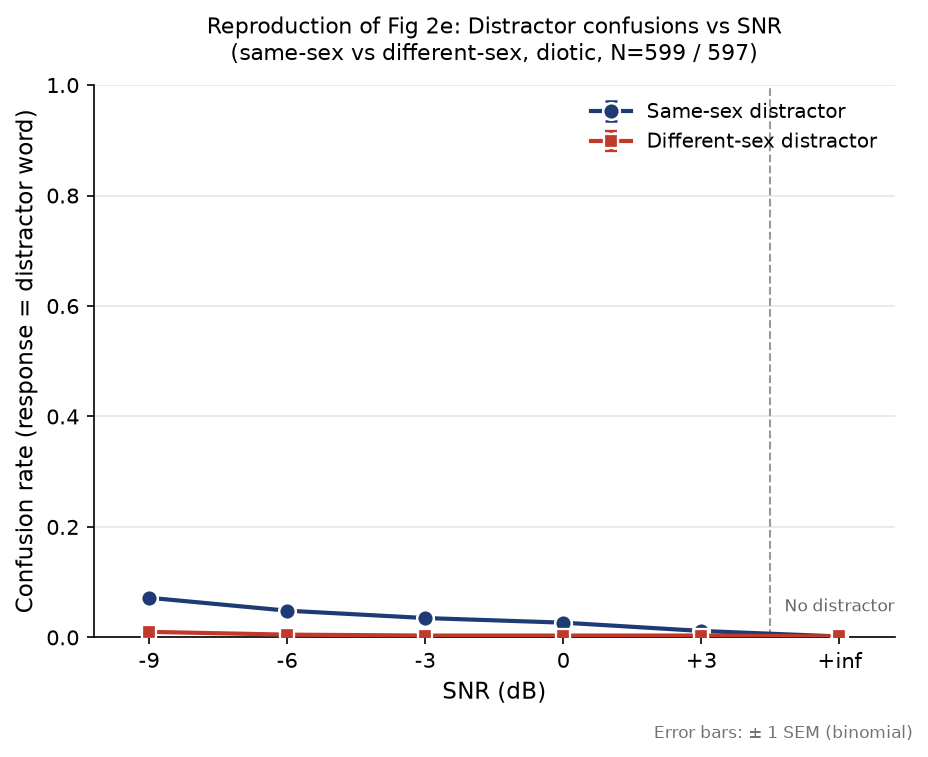 Reproduction of Fig 2e: Distractor confusions vs SNR
(same-sex vs different-sex, diotic, N=599 / 597)
Confusion rate (response = distractor word)
1.0
0.8
0.6
0.4
0.2
0.0
Same-sex distractor
Different-sex distractor
No distractor
-9
-6
-3
0
+3
+inf
SNR (dB)
Error bars: ± 1 SEM (binomial)